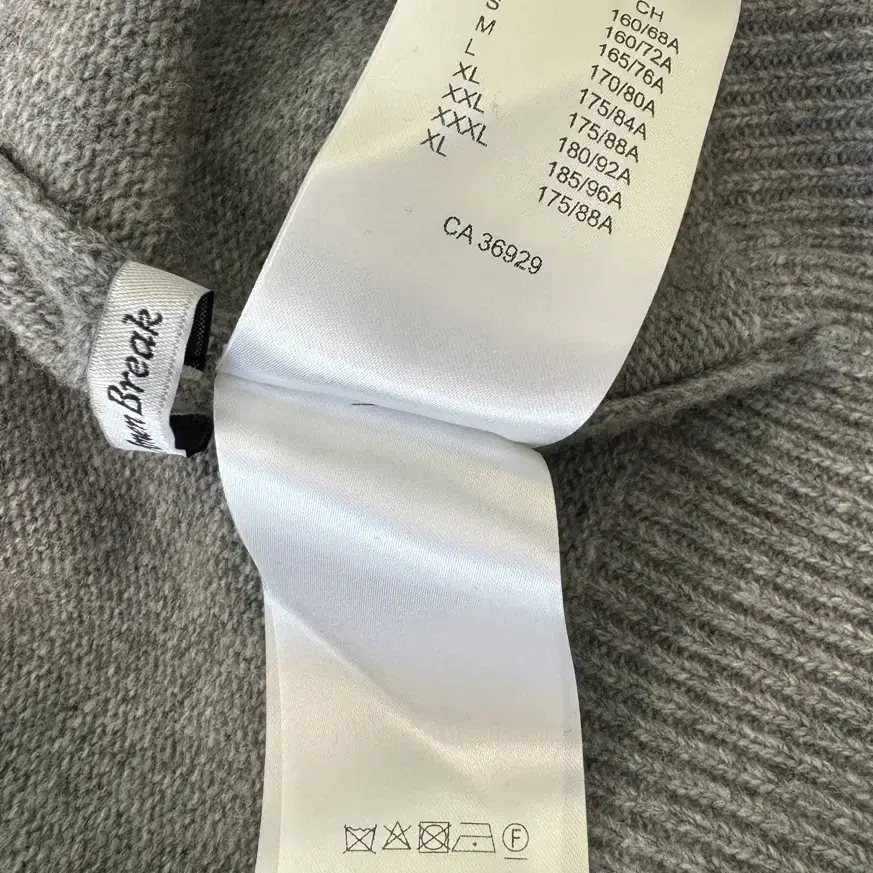 S
M
L
XL
XXL
XXXL
XL
CH
160/68A
160/72A
165/76A
170/80A
175/84A
175/88A
180/92A
185/96A
175/88A
CA 36929
Break
F